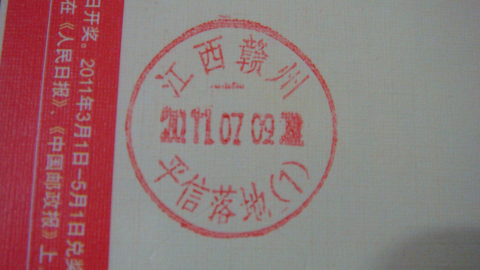 江西赣州
2011 07 09
平信落地(1)
日开奖。2011年3月1日-5月1日兑奖
在《人民日报》、《中国邮政报》上